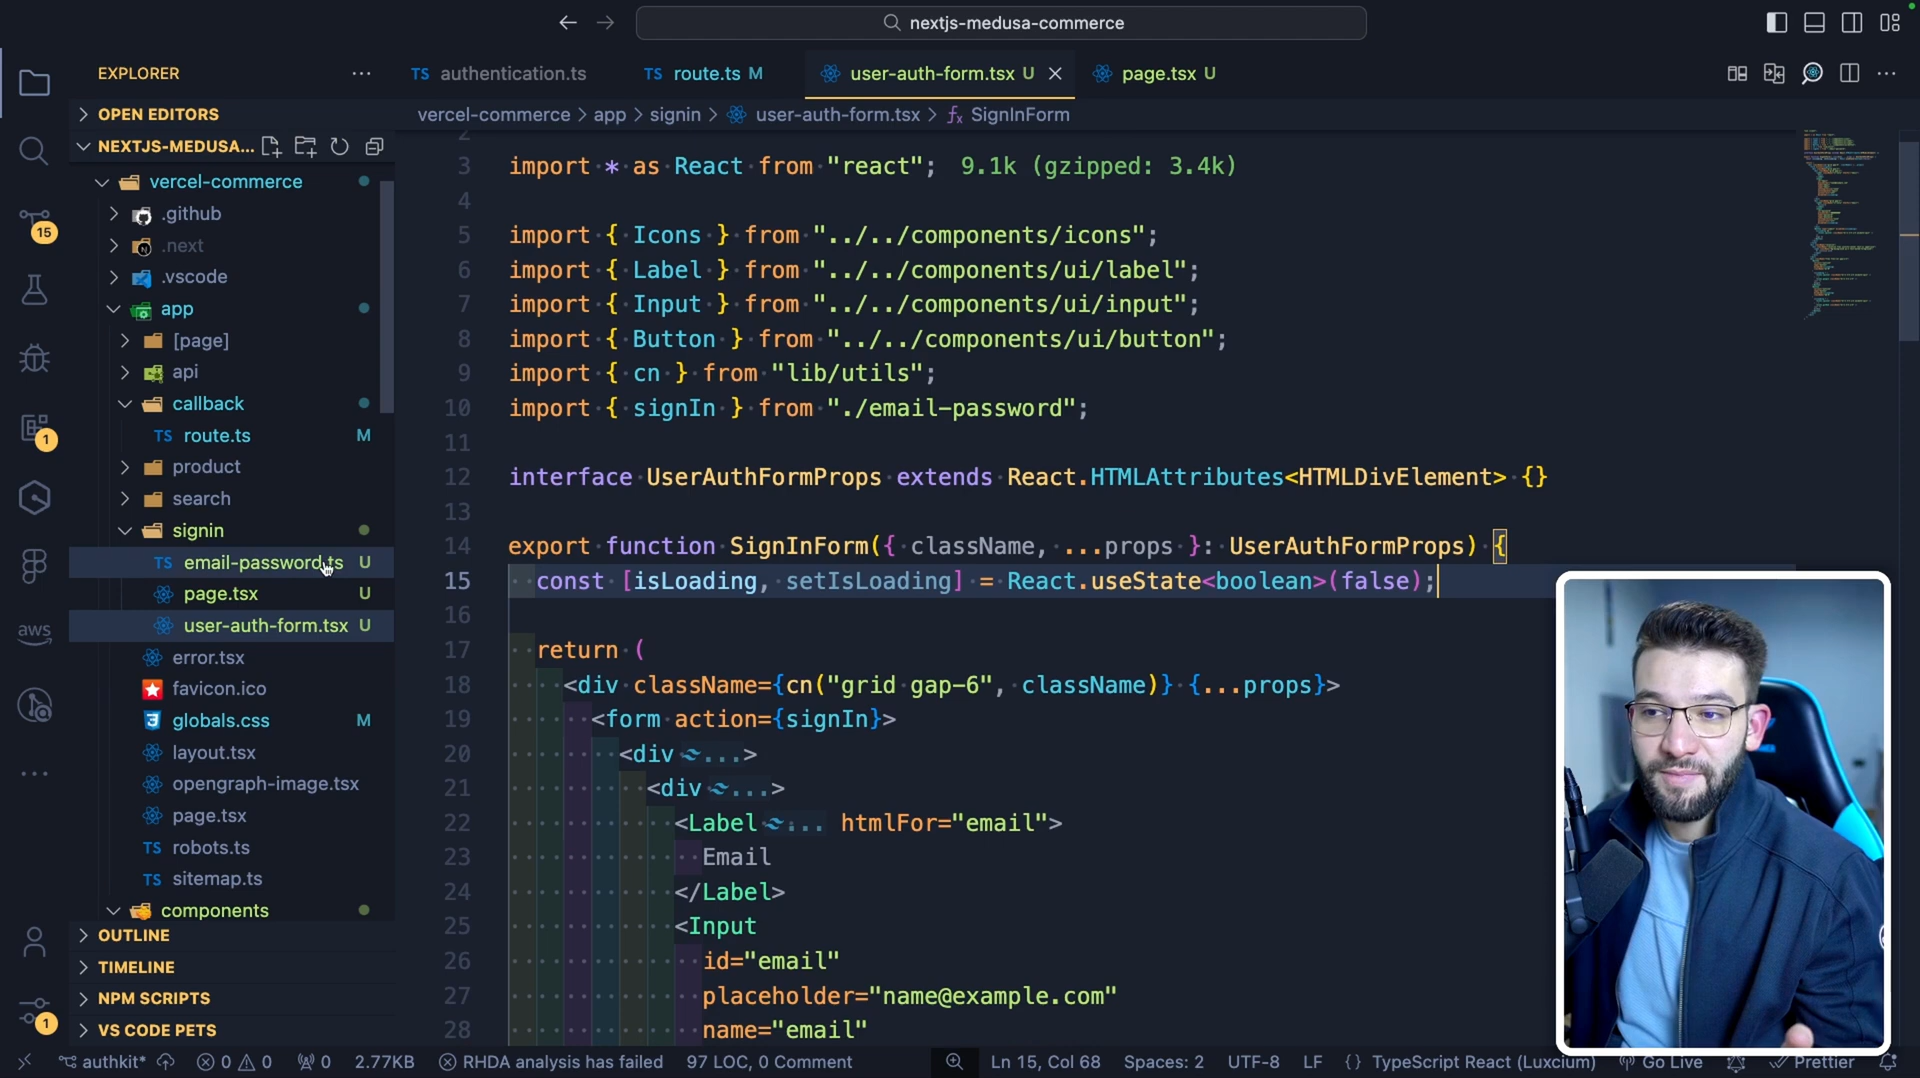 nextjs-medusa-commerce
EXPLORER
TS authentication.ts
TS route.ts M
user-auth-form.tsx U
page.tsx U
OPEN EDITORS
NEXTJS-MEDUSA...
vercel-commerce > app > signin > user-auth-form.tsx > SignInForm
vercel-commerce
.github
.next
.vscode
app
[page]
api
callback
TS route.ts M
product
search
signin
TS email-password.ts U
page.tsx U
user-auth-form.tsx U
error.tsx
favicon.ico
globals.css M
layout.tsx
opengraph-image.tsx
page.tsx
TS robots.ts
TS sitemap.ts
components
OUTLINE
TIMELINE
NPM SCRIPTS
VS CODE PETS
15
1
aws
1
2
3 import * as React from "react"; 9.1k (gzipped: 3.4k)
4
5 import { Icons } from "../../components/icons";
6 import { Label } from "../../components/ui/label";
7 import { Input } from "../../components/ui/input";
8 import { Button } from "../../components/ui/button";
9 import { cn } from "lib/utils";
10 import { signIn } from "./email-password";
11
12 interface UserAuthFormProps extends React.HTMLAttributes<HTMLDivElement> {}
13
14 export function SignInForm({ className, ...props }: UserAuthFormProps) {
15 const [isLoading, setIsLoading] = React.useState<boolean>(false);
16
17 return (
18 <div className={cn("grid gap-6", className)} {...props}>
19 <form action={signIn}>
20 <div ...>
21 <div ...>
22 <Label ... htmlFor="email">
23 Email
24 </Label>
25 <Input
26 id="email"
27 placeholder="name@example.com"
28 name="email"
authkit* 0 0 0 2.77KB RHDA analysis has failed 97 LOC, 0 Comment Ln 15, Col 68 Spaces: 2 UTF-8 LF {} TypeScript React (Luxcium) Go Live Prettier